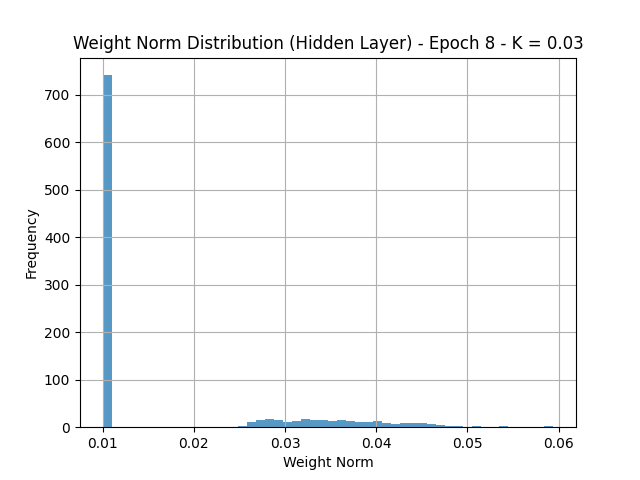 Weight Norm Distribution (Hidden Layer) - Epoch 8 - K = 0.03
700
600
500
400
300
200
100
0
Frequency
0.01 0.02 0.03 0.04 0.05 0.06
Weight Norm